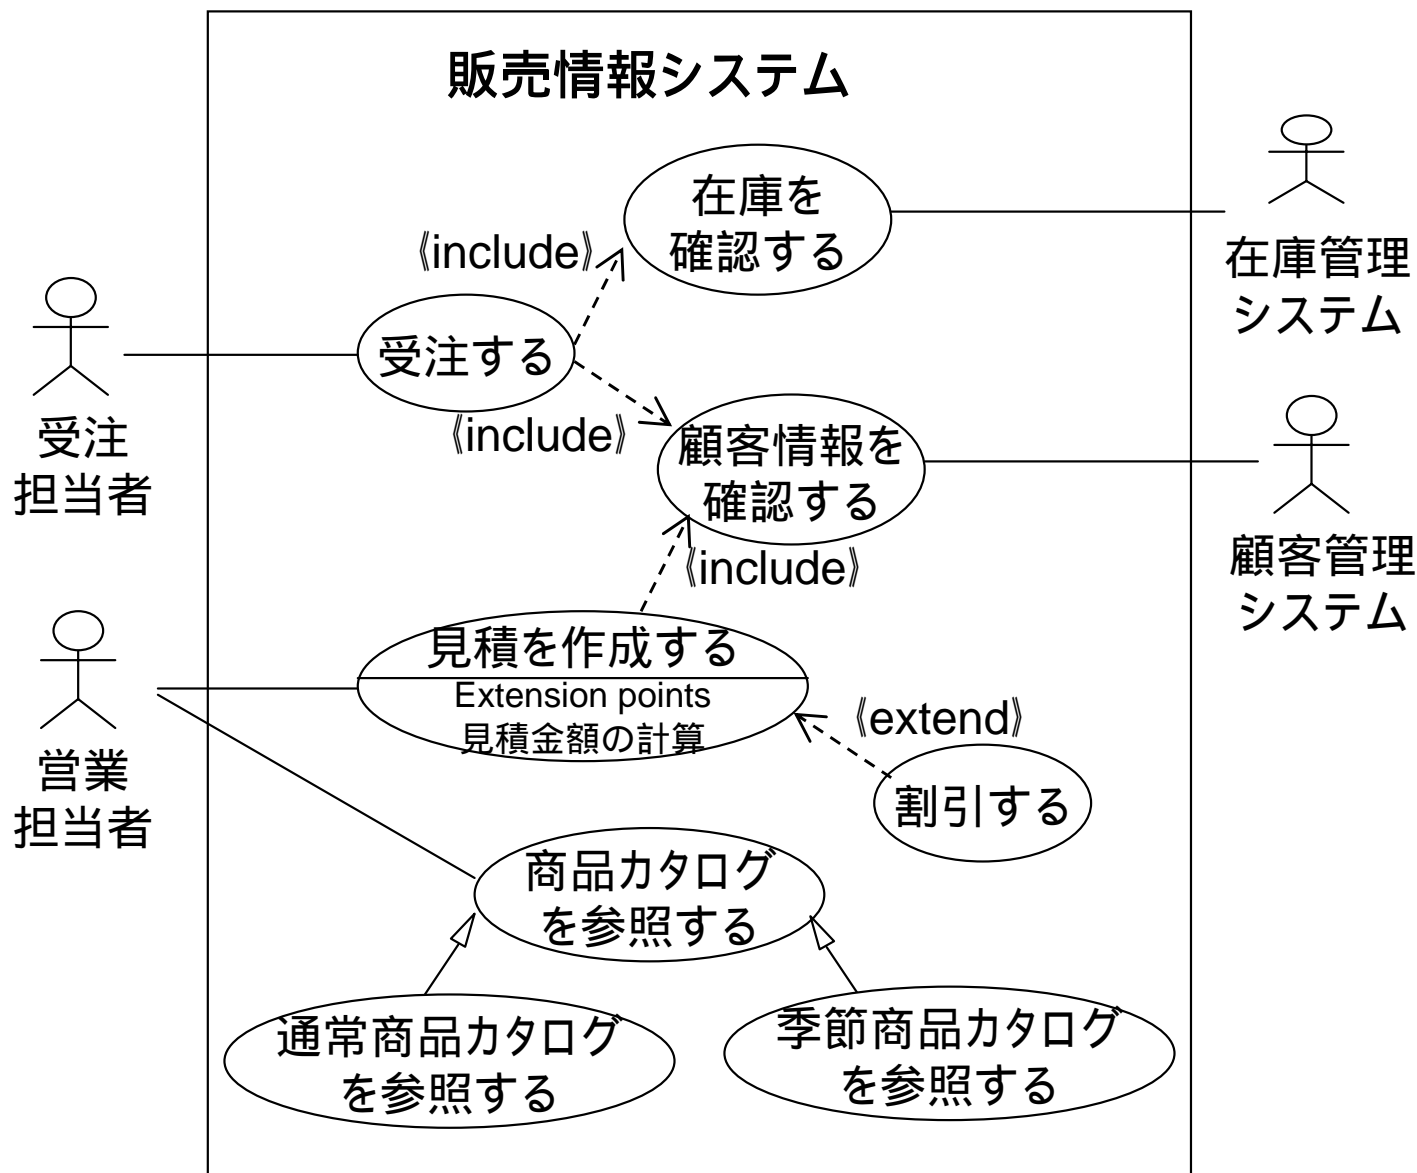 販売情報システム
在庫を
確認する
《include》
在庫管理
システム
受注する
受注
担当者
《include》
顧客情報を
確認する
顧客管理
システム
《include》
見積を作成する
Extension points
見積金額の計算
《extend》
営業
担当者
割引する
商品カタログ
を参照する
通常商品カタログ
を参照する
季節商品カタログ
を参照する